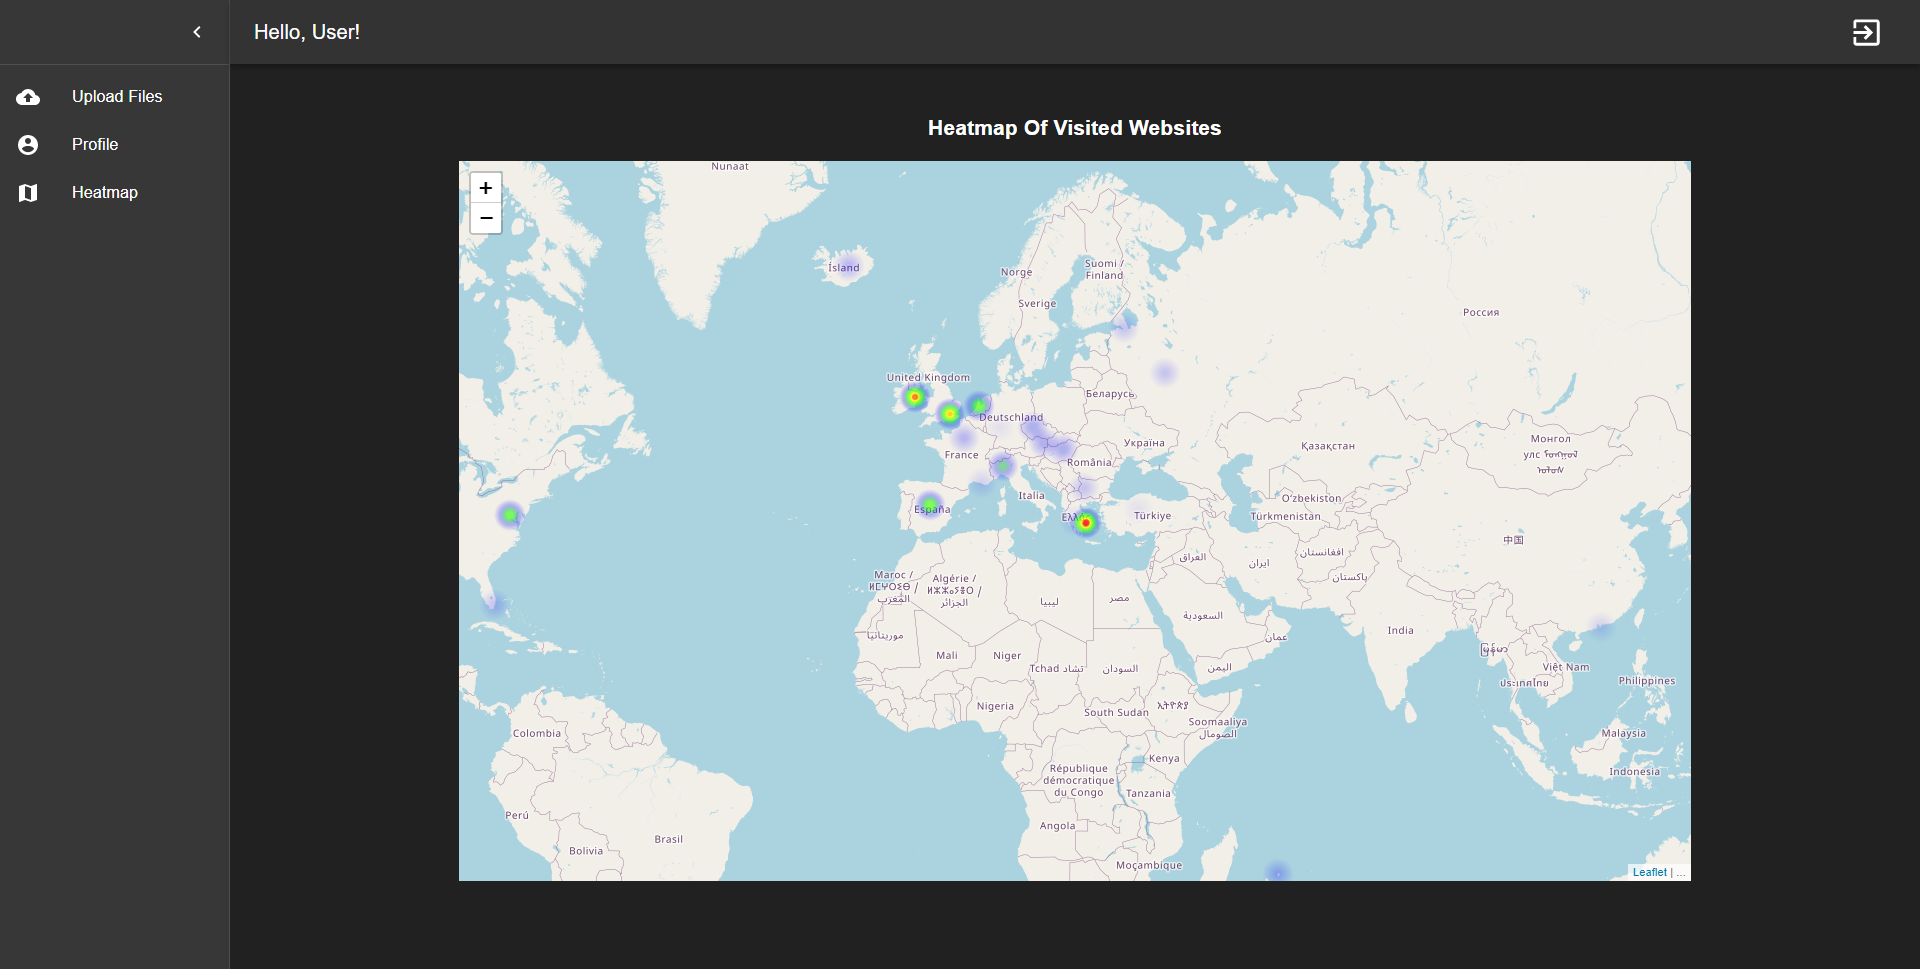 Hello, User!
Upload Files
Profile
Heatmap
Heatmap Of Visited Websites
+
−
Nunaat
Ísland
Norge
Suomi /
Finland
Sverige
Россия
United Kingdom
Беларусь
Deutschland
Україна
France
România
Қазақстан
Монгол
улс
Italia
España
Türkiye
Oʻzbekiston
Türkmenistan
中国
العراق
ایران
افغانستان
پاکستان
Maroc /
ⵍⵎⵖⵔⵉⴱ /
المغرب
Algérie /
ⵍⵣⵣⴰⵢⴻⵔ /
الجزائر
ليبيا
مصر
السعودية
عمان
India
موريتانيا
Mali
Niger
Tchad تشاد
السودان
اليمن
Việt Nam
ประเทศไทย
Philippines
Nigeria
South Sudan
ኢትዮጵያ
Soomaaliya
الصومال
Colombia
Malaysia
Kenya
République
démocratique
du Congo
Indonesia
Tanzania
Perú
Angola
Brasil
Bolivia
Moçambique
Leaflet | ...